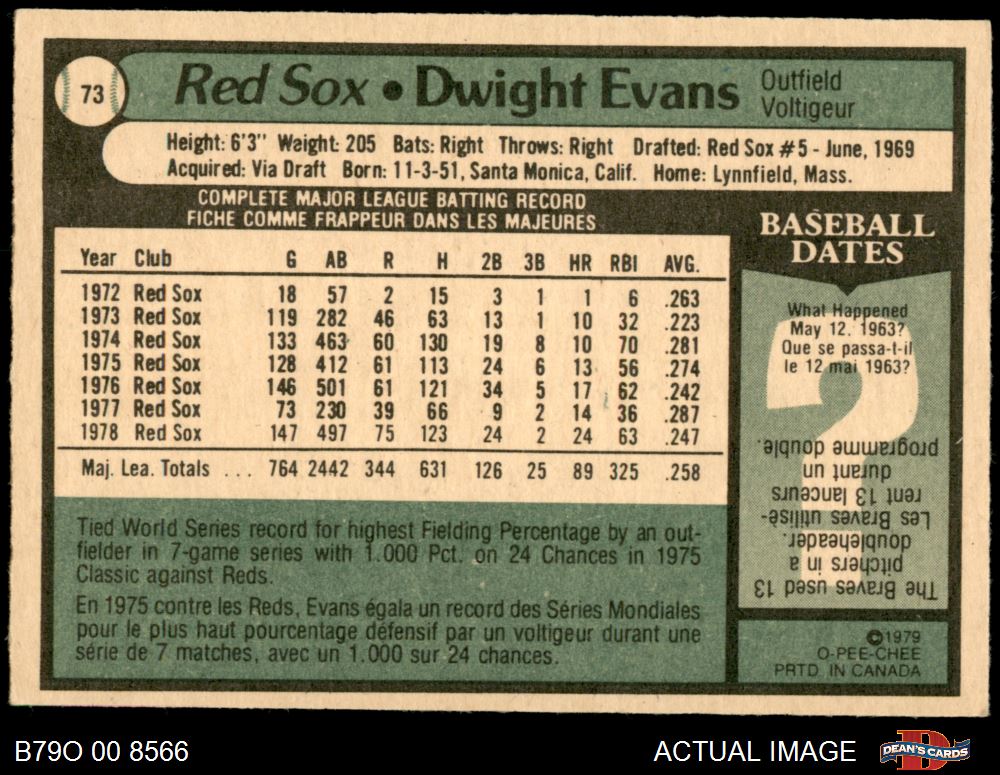 73
Red Sox • Dwight Evans
Outfield
Voltigeur
Height: 6'3" Weight: 205 Bats: Right Throws: Right Drafted: Red Sox #5 - June, 1969
Acquired: Via Draft Born: 11-3-51, Santa Monica, Calif. Home: Lynnfield, Mass.
COMPLETE MAJOR LEAGUE BATTING RECORD
FICHE COMME FRAPPEUR DANS LES MAJEURES
Year Club G AB R H 2B 3B HR RBI AVG.
1972 Red Sox 18 57 2 15 3 1 1 6 .263
1973 Red Sox 119 282 46 63 13 1 10 32 .223
1974 Red Sox 133 463 60 130 19 8 10 70 .281
1975 Red Sox 128 412 61 113 24 6 13 56 .274
1976 Red Sox 146 501 61 121 34 5 17 62 .242
1977 Red Sox 73 230 39 66 9 2 14 36 .287
1978 Red Sox 147 497 75 123 24 2 24 63 .247
Maj. Lea. Totals ... 764 2442 344 631 126 25 89 325 .258
Tied World Series record for highest Fielding Percentage by an out-
fielder in 7-game series with 1.000 Pct. on 24 Chances in 1975
Classic against Reds.
En 1975 contre les Reds, Evans égala un record des Séries Mondiales
pour le plus haut pourcentage défensif par un voltigeur durant une
série de 7 matches, avec un 1.000 sur 24 chances.
BASEBALL
DATES
What Happened
May 12. 1963?
Que se passa-t-il
le 12 mai 1963?
The Braves used 13
pitchers in a
doubleheader.
Les Braves utilisè-
rent 13 lanceurs
durant un
programme double.
©1979
O-PEE-CHEE
PRTD IN CANADA
B79O 00 8566
ACTUAL IMAGE
DEAN'S CARDS